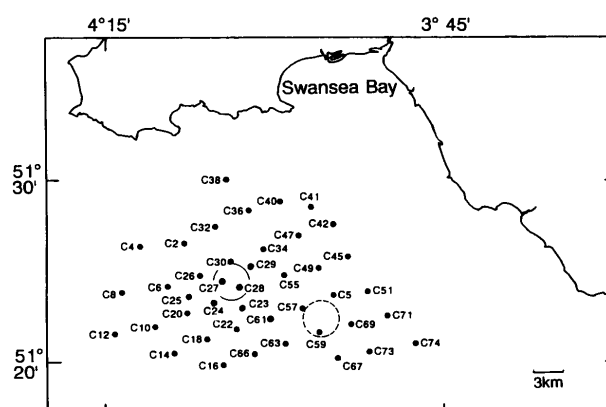 4°15' 3°45'
Swansea Bay
51°
30'
C38
C40 C41
C36
C32 C42
C47
C4 C2 C34
C30 C29 C45
C49
C26 C55
C6 C27 C28
C8 C25 C5 C51
C24 C23 C57
C20 C61 C71
C10 C22 C69
C12 C18 C59
51°
20'
C14 C66 C63 C73 C74
C16 C67
3km